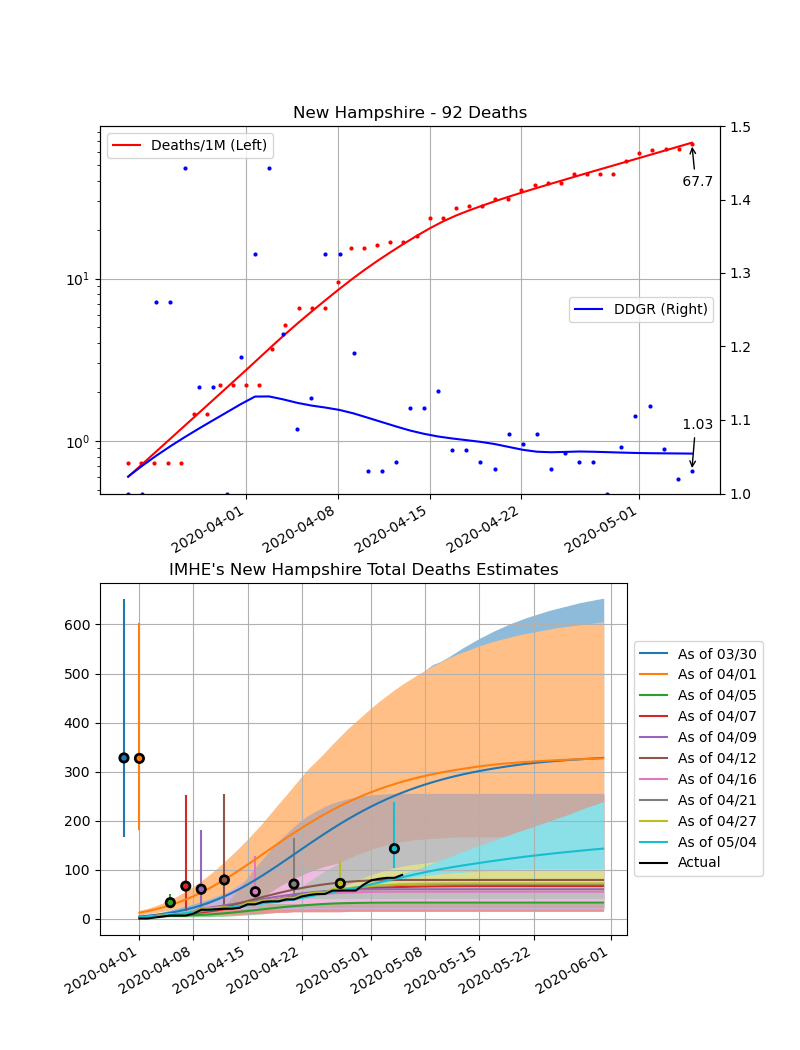 New Hampshire - 92 Deaths
Deaths/1M (Left)
DDGR (Right)
67.7
1.03
10¹
10⁰
1.5
1.4
1.3
1.2
1.1
1.0
2020-04-01
2020-04-08
2020-04-15
2020-04-22
2020-05-01
IMHE's New Hampshire Total Deaths Estimates
600
500
400
300
200
100
0
2020-04-01
2020-04-08
2020-04-15
2020-04-22
2020-05-01
2020-05-08
2020-05-15
2020-05-22
2020-06-01
As of 03/30
As of 04/01
As of 04/05
As of 04/07
As of 04/09
As of 04/12
As of 04/16
As of 04/21
As of 04/27
As of 05/04
Actual